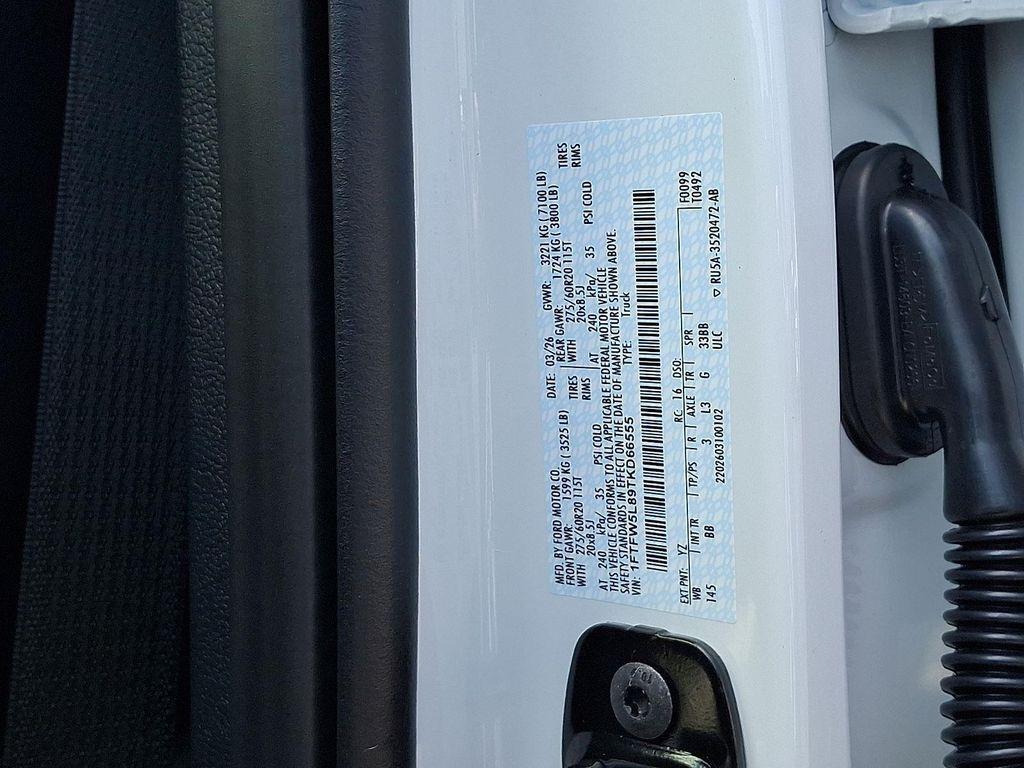 MFD. BY FORD MOTOR CO. DATE: 03/26 GVWR: 3221 KG ( 7100 LB)
FRONT GAWR: 1599 KG ( 3525 LB) REAR GAWR: 1724 KG ( 3800 LB)
WITH 275/60R20 115T TIRES WITH 275/60R20 115T TIRES
20x8.5J RIMS 20x8.5J RIMS
AT 240 kPa/ 35 PSI COLD AT 240 kPa/ 35 PSI COLD
THIS VEHICLE CONFORMS TO ALL APPLICABLE FEDERAL MOTOR VEHICLE
SAFETY STANDARDS IN EFFECT ON THE DATE OF MANUFACTURE SHOWN ABOVE.
VIN: 1FTFW5L89TKD66555 TYPE: Truck
EXT PNT: YZ RC: 16 DSO: F0099
WB INT TR TP/PS R AXLE TR SPR T0492
145 BB 3 L3 G 33BB
2202603100102 ULC ▽ RU5A-3520472-AB